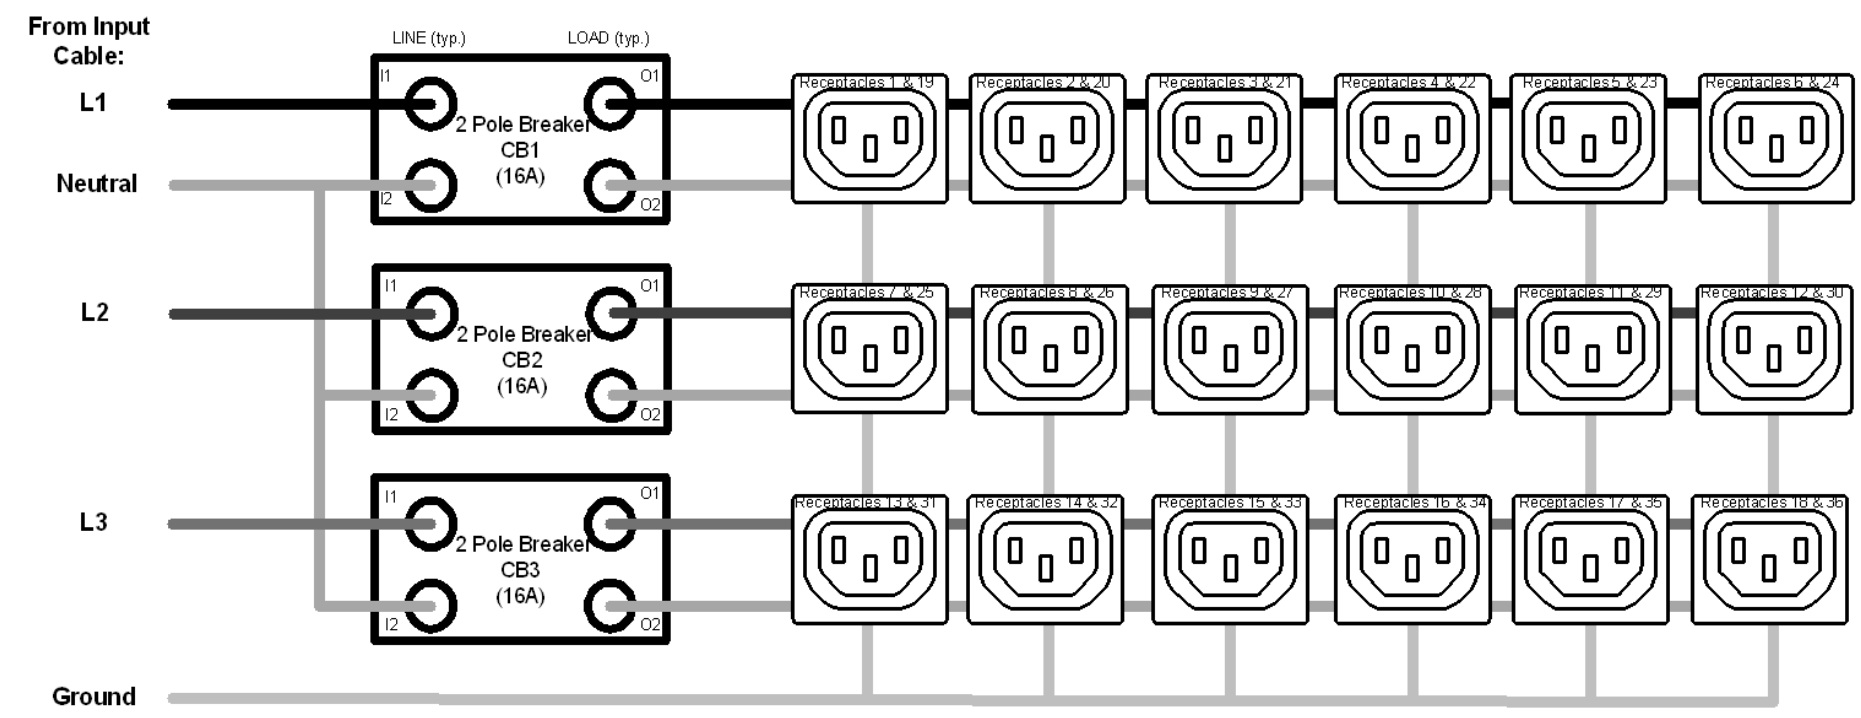 From Input
Cable:
LINE (typ.)
LOAD (typ.)
L1
I1
O1
2 Pole Breaker
CB1
(16A)
Neutral
I2
O2
Receptacles 1 & 19
Receptacles 2 & 20
Receptacles 3 & 21
Receptacles 4 & 22
Receptacles 5 & 23
Receptacles 6 & 24
L2
I1
O1
2 Pole Breaker
CB2
(16A)
I2
O2
Receptacles 7 & 25
Receptacles 8 & 26
Receptacles 9 & 27
Receptacles 10 & 28
Receptacles 11 & 29
Receptacles 12 & 30
L3
I1
O1
2 Pole Breaker
CB3
(16A)
I2
O2
Receptacles 13 & 31
Receptacles 14 & 32
Receptacles 15 & 33
Receptacles 16 & 34
Receptacles 17 & 35
Receptacles 18 & 36
Ground